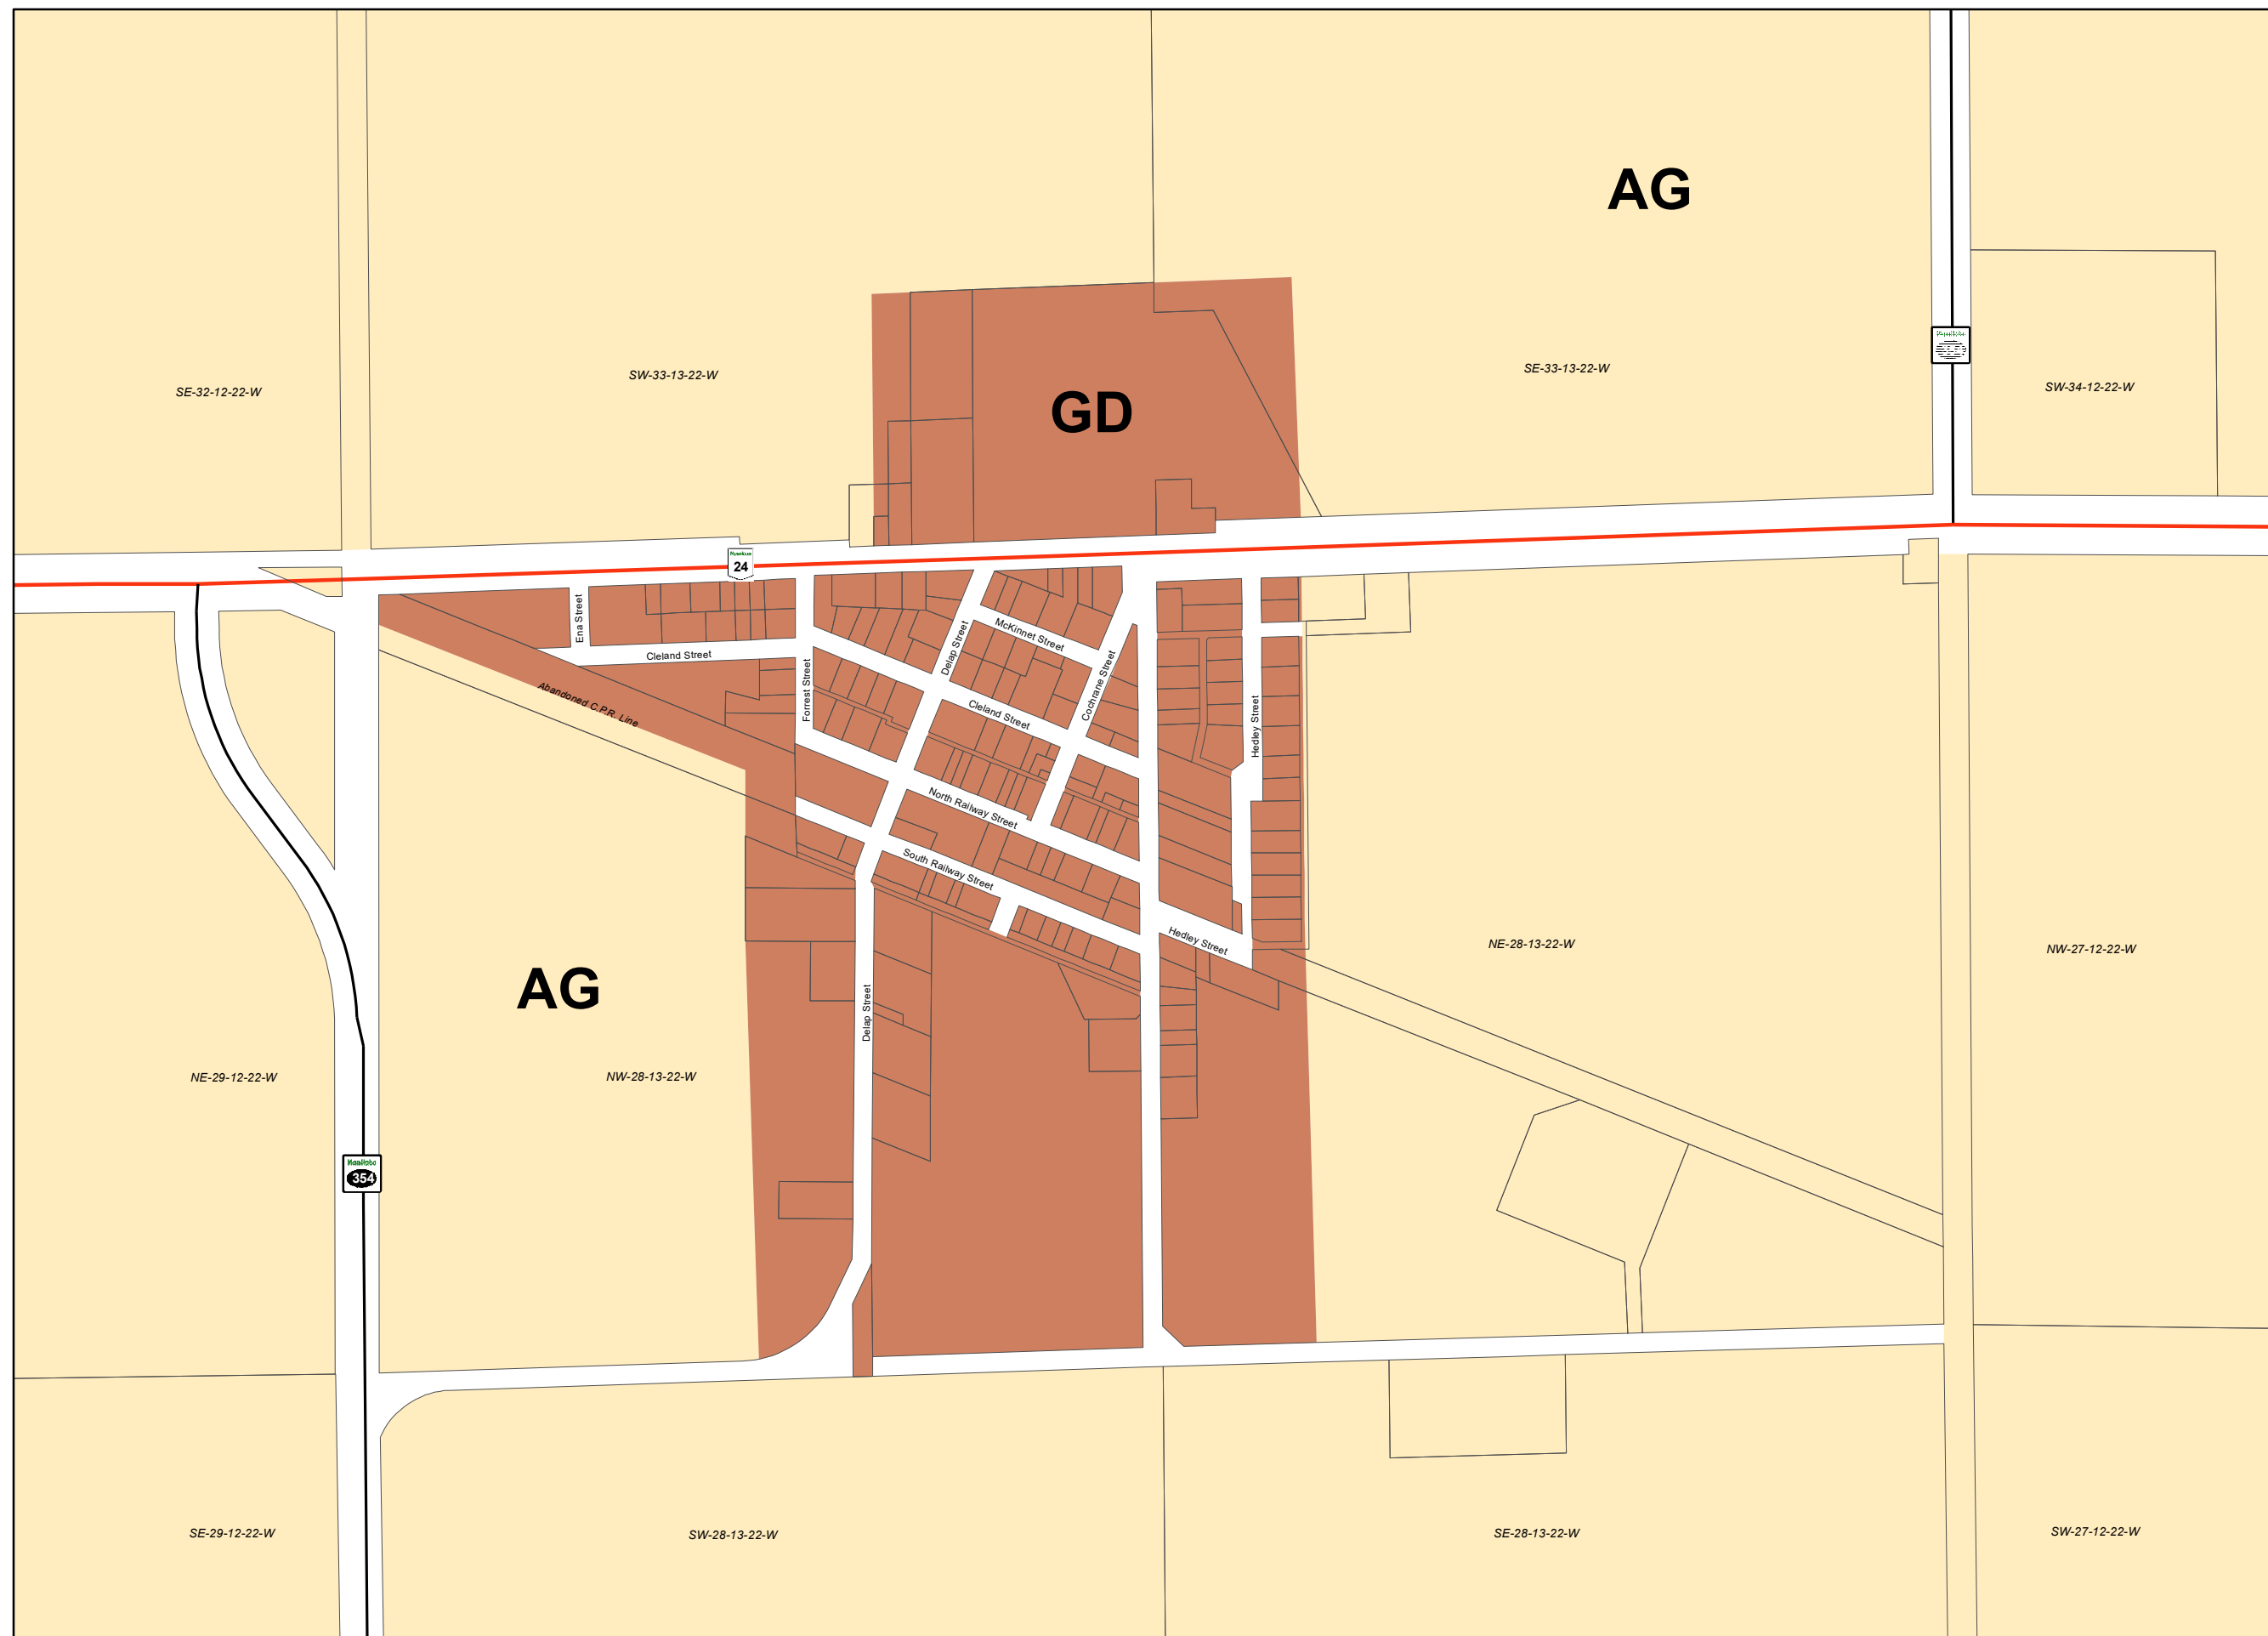 AG
SW-33-13-22-W
SE-33-13-22-W
SE-32-12-22-W
SW-34-12-22-W
GD
Manitoba
24
Ena Street
Cleland Street
McKinnet Street
Delap Street
Cochrane Street
Forrest Street
Abandoned C.P.R. Line
Cleland Street
Hedley Street
North Railway Street
South Railway Street
Hedley Street
NE-28-13-22-W
NW-27-12-22-W
AG
Delap Street
NE-29-12-22-W
NW-28-13-22-W
Manitoba
354
SE-29-12-22-W
SW-28-13-22-W
SE-28-13-22-W
SW-27-12-22-W